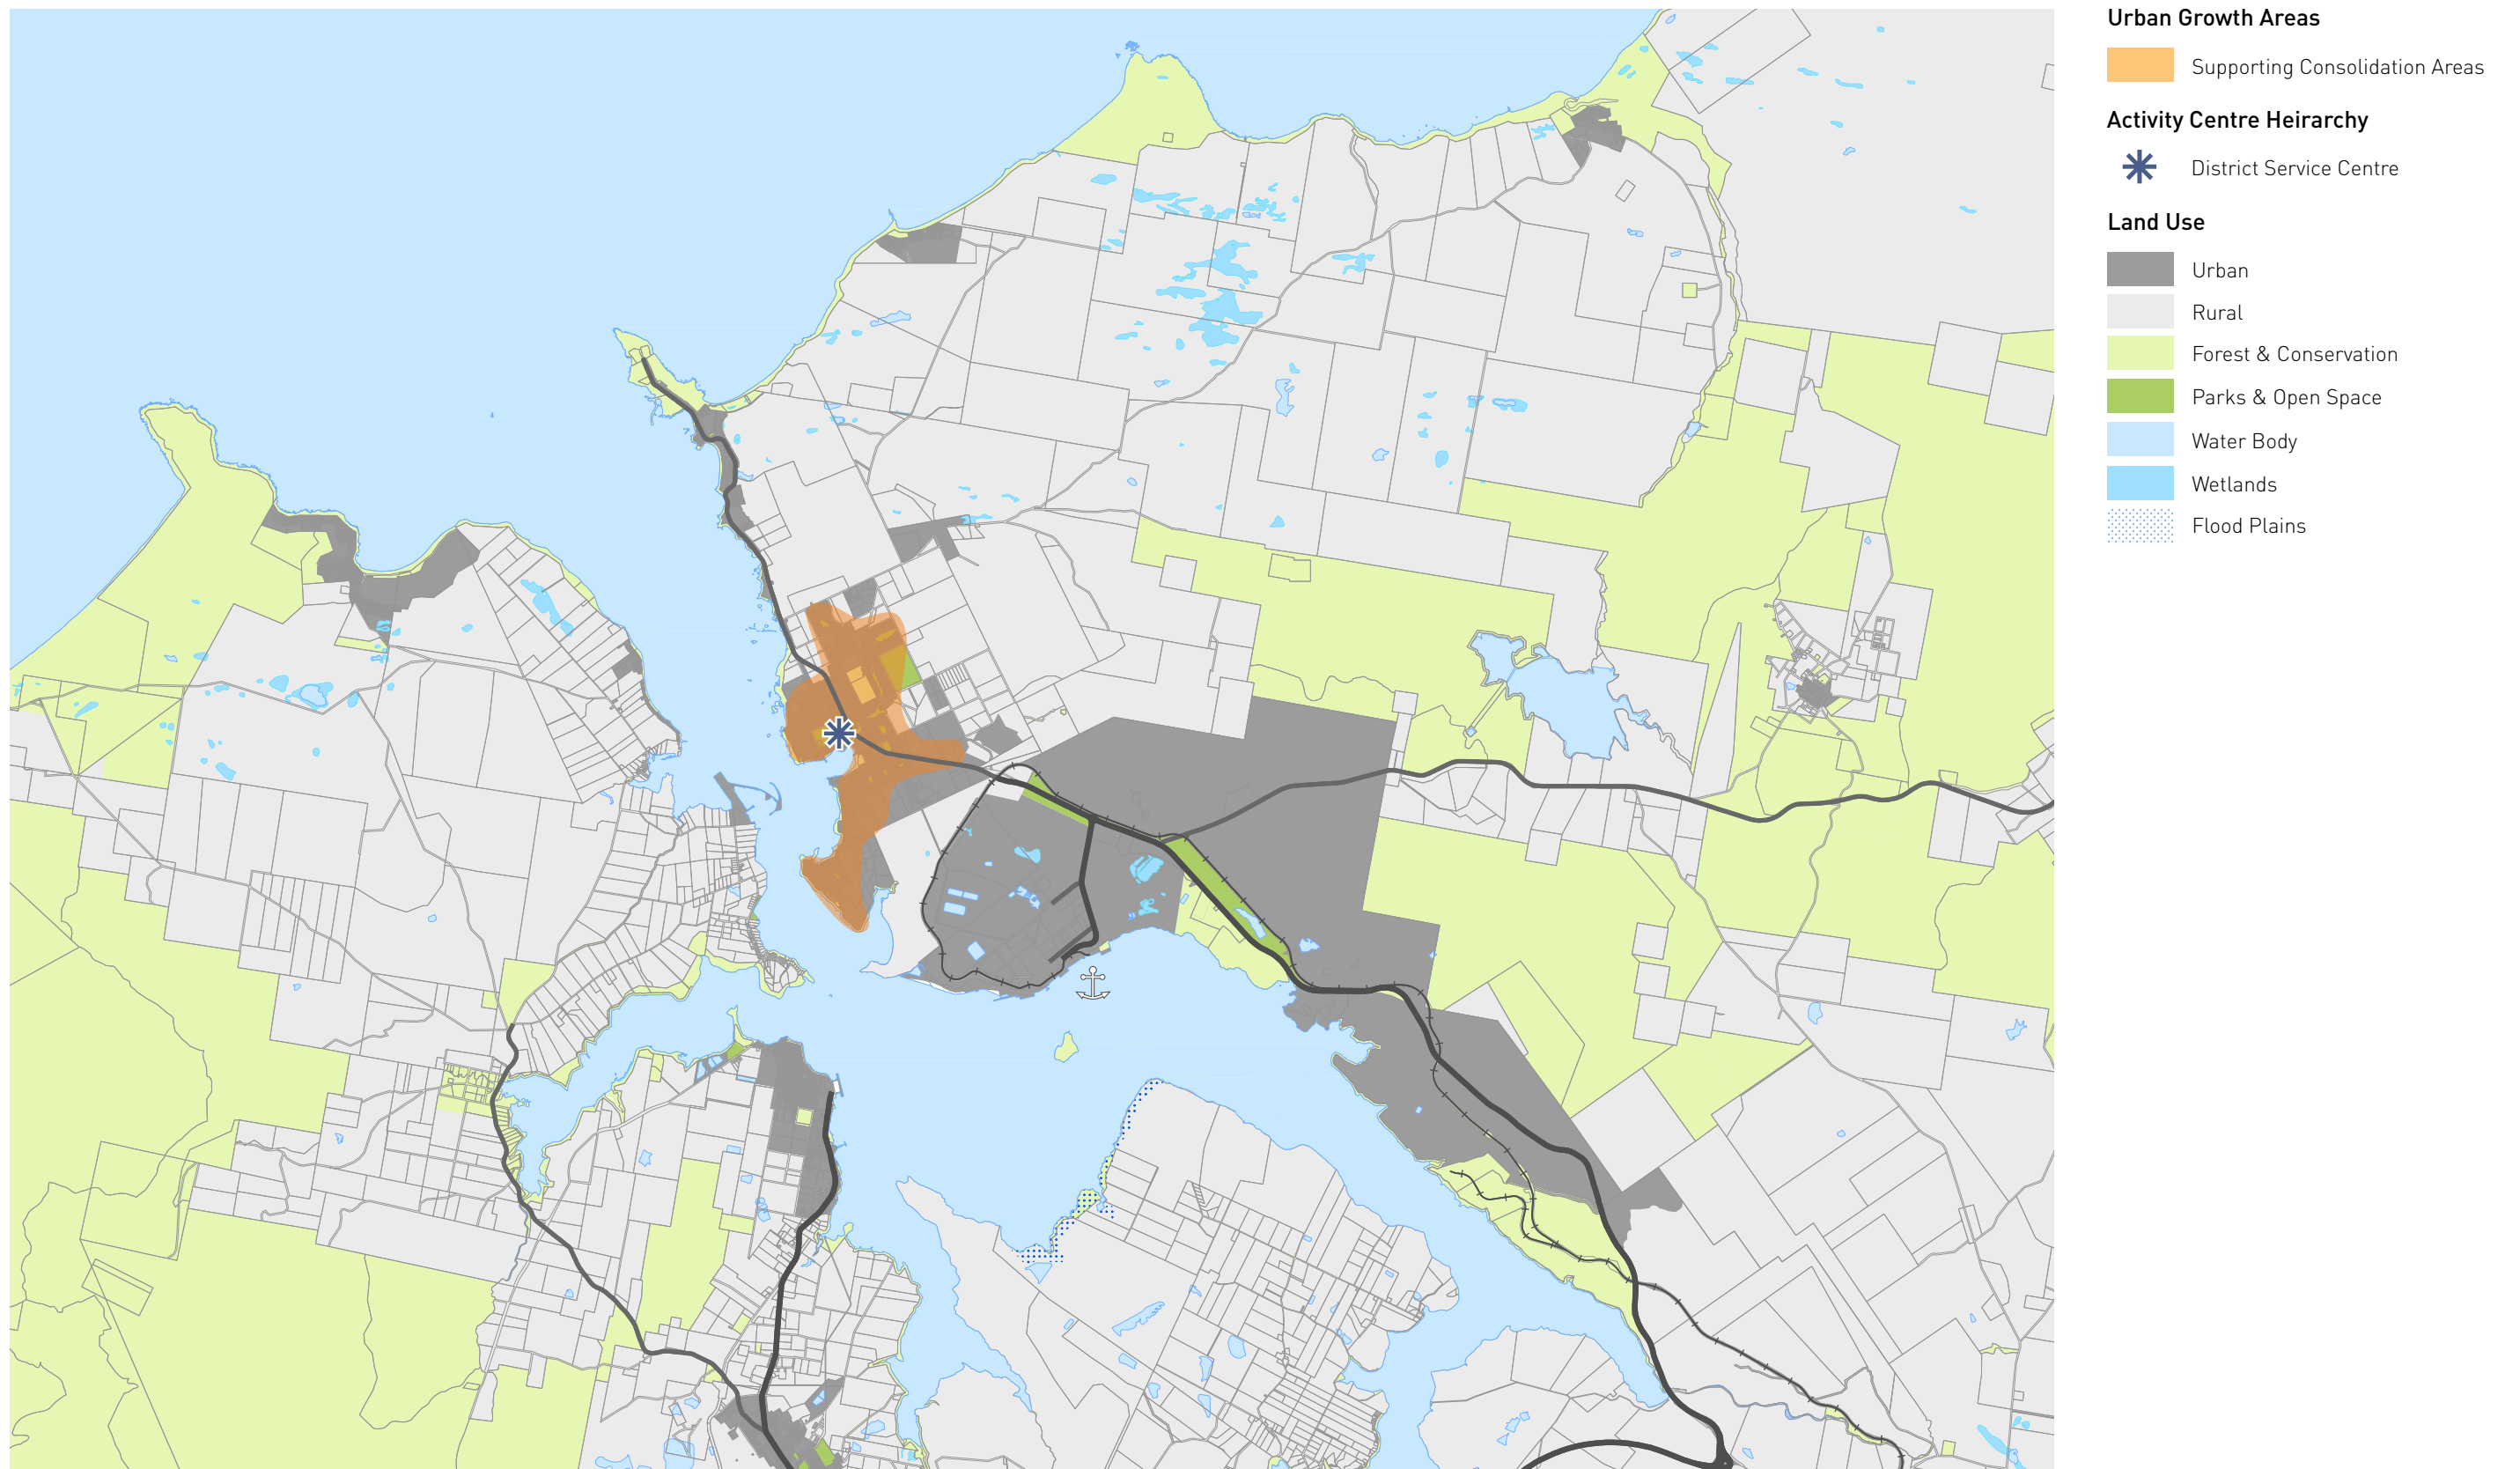 Urban Growth Areas
Supporting Consolidation Areas
Activity Centre Heirarchy
District Service Centre
Land Use
Urban
Rural
Forest & Conservation
Parks & Open Space
Water Body
Wetlands
Flood Plains